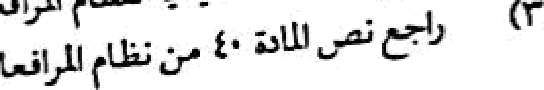 (٣ راجع نص المادة ٤٠ من نظام المرافعا